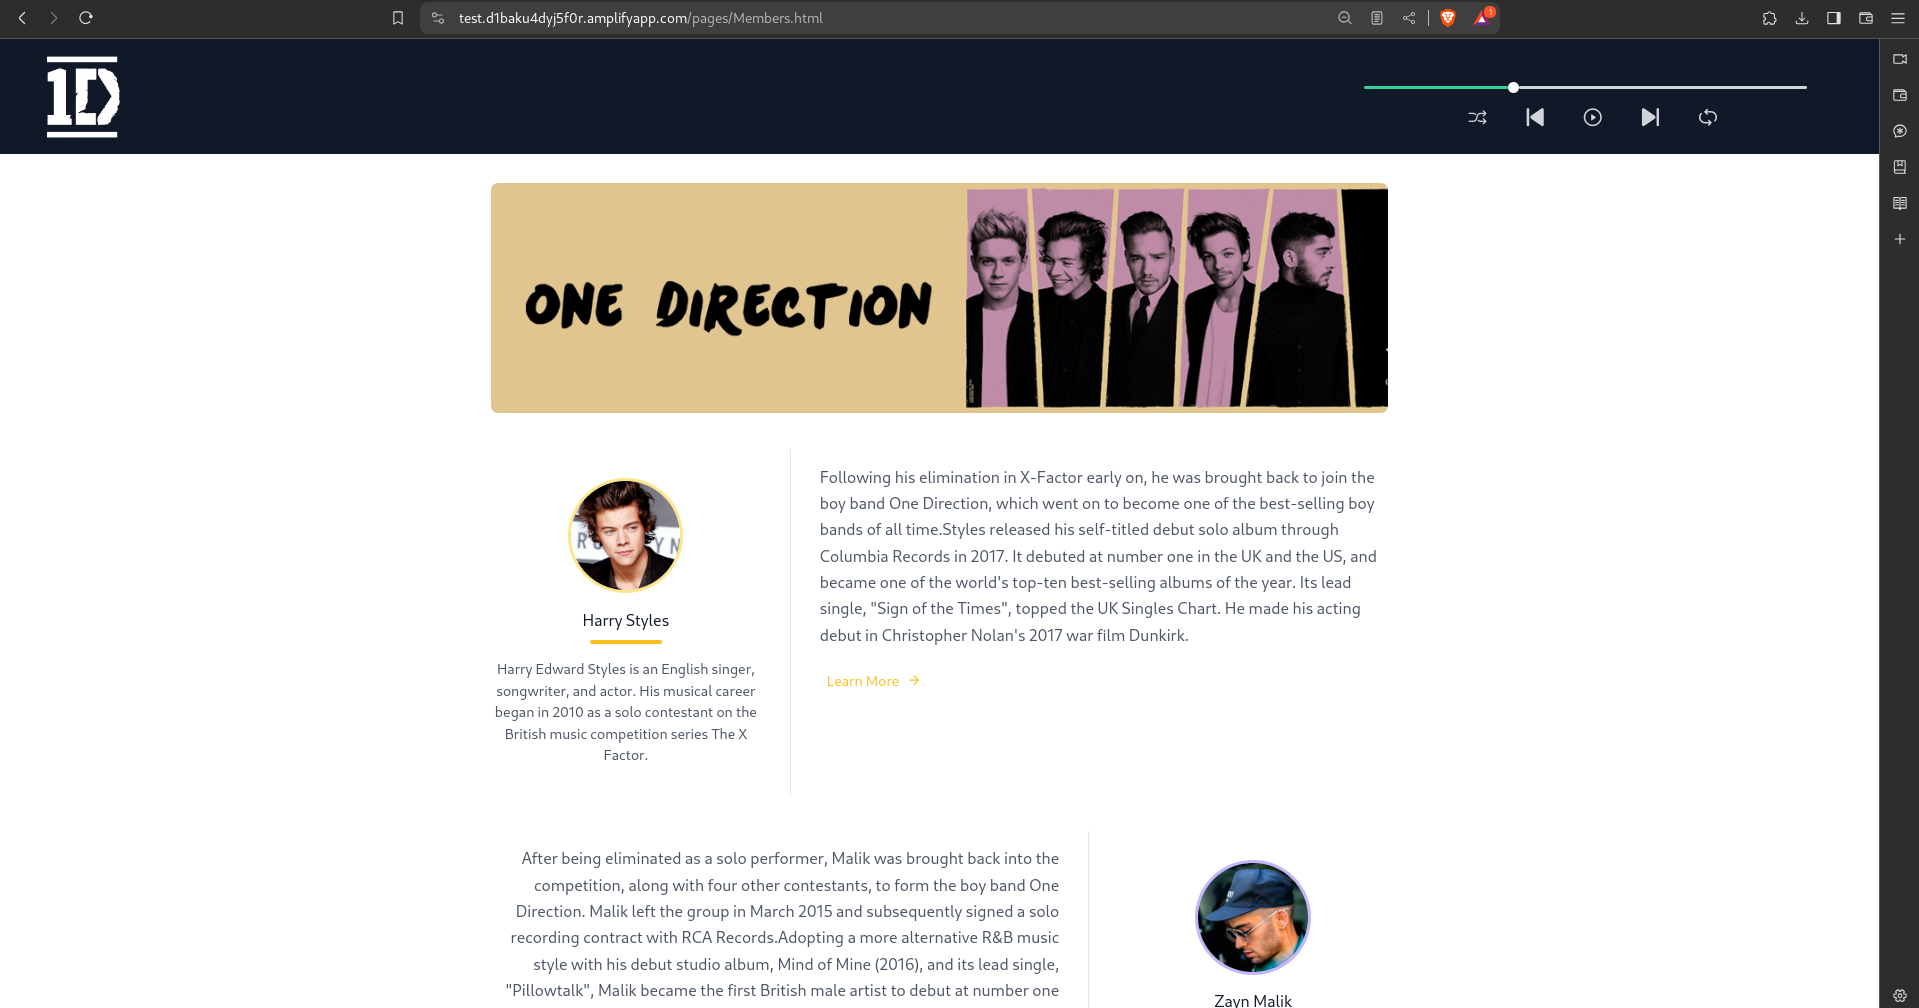 test.d1baku4dyj5f0r.amplifyapp.com/pages/Members.html
1
1D
ONE DIRECTION
Following his elimination in X-Factor early on, he was brought back to join the
boy band One Direction, which went on to become one of the best-selling boy
bands of all time.Styles released his self-titled debut solo album through
Columbia Records in 2017. It debuted at number one in the UK and the US, and
became one of the world's top-ten best-selling albums of the year. Its lead
single, "Sign of the Times", topped the UK Singles Chart. He made his acting
debut in Christopher Nolan's 2017 war film Dunkirk.
Learn More →
Harry Styles
Harry Edward Styles is an English singer,
songwriter, and actor. His musical career
began in 2010 as a solo contestant on the
British music competition series The X
Factor.
After being eliminated as a solo performer, Malik was brought back into the
competition, along with four other contestants, to form the boy band One
Direction. Malik left the group in March 2015 and subsequently signed a solo
recording contract with RCA Records.Adopting a more alternative R&B music
style with his debut studio album, Mind of Mine (2016), and its lead single,
"Pillowtalk", Malik became the first British male artist to debut at number one
Zayn Malik